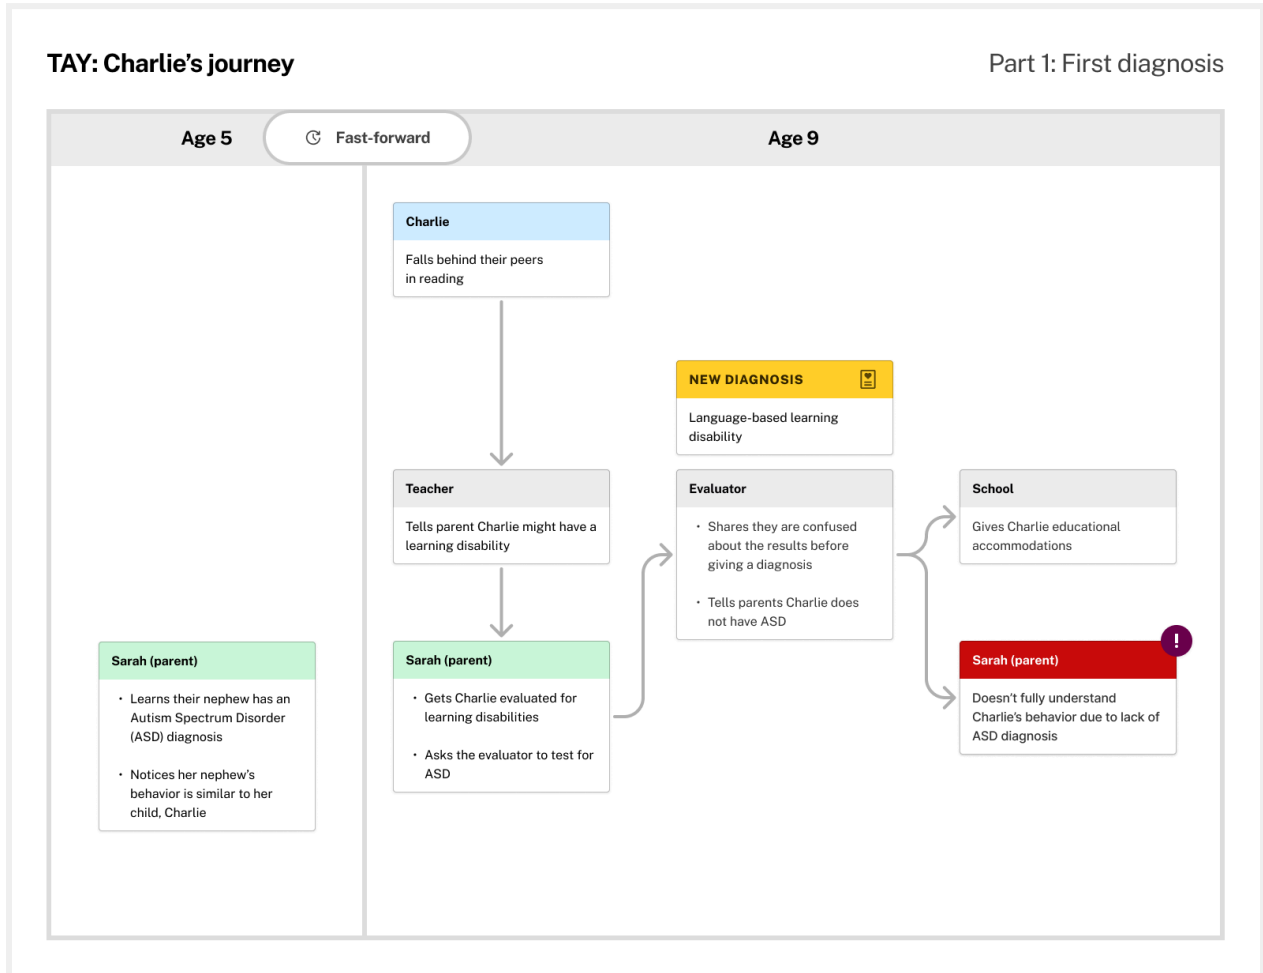 TAY: Charlie’s journey
Part 1: First diagnosis
Age 5
Fast-forward
Age 9
Sarah (parent)
• Learns their nephew has an
Autism Spectrum Disorder
(ASD) diagnosis
• Notices her nephew’s
behavior is similar to her
child, Charlie
Charlie
Falls behind their peers
in reading
Teacher
Tells parent Charlie might have a
learning disability
Sarah (parent)
• Gets Charlie evaluated for
learning disabilities
• Asks the evaluator to test for
ASD
NEW DIAGNOSIS
Language-based learning
disability
Evaluator
• Shares they are confused
about the results before
giving a diagnosis
• Tells parents Charlie does
not have ASD
School
Gives Charlie educational
accommodations
!
Sarah (parent)
Doesn’t fully understand
Charlie’s behavior due to lack of
ASD diagnosis